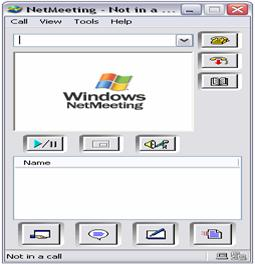 NetMeeting - Not in a ...
Call View Tools Help
Windows
NetMeeting
Name
Not in a call